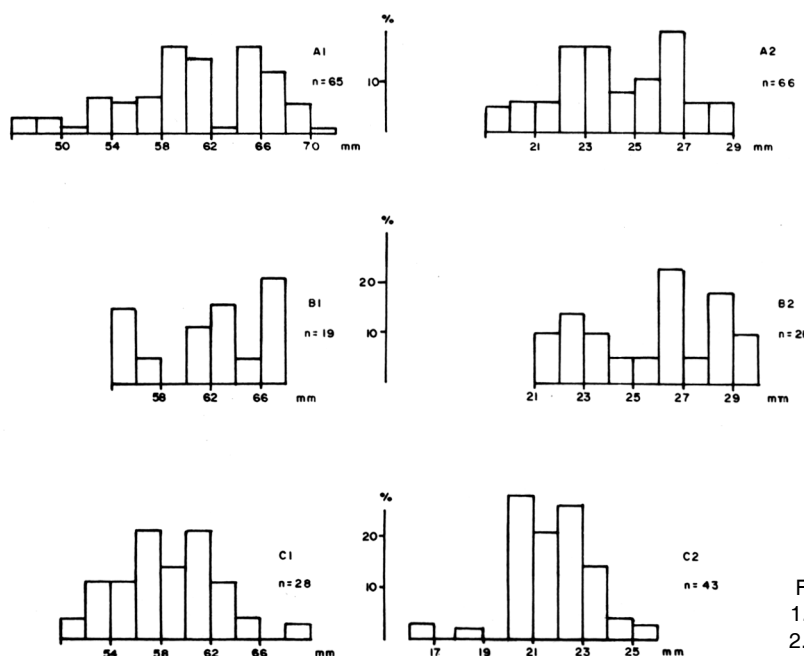 %
A1
n=65
10
A2
n=66
50 54 58 62 66 70 mm
21 23 25 27 29 mm
%
20
10
B1
n=19
B2
58 62 66 mm
21 23 25 27 29 mm
%
20
10
C1
n=28
C2
n=43
54 58 62 66 mm
17 19 21 23 25 mm
1.
2.